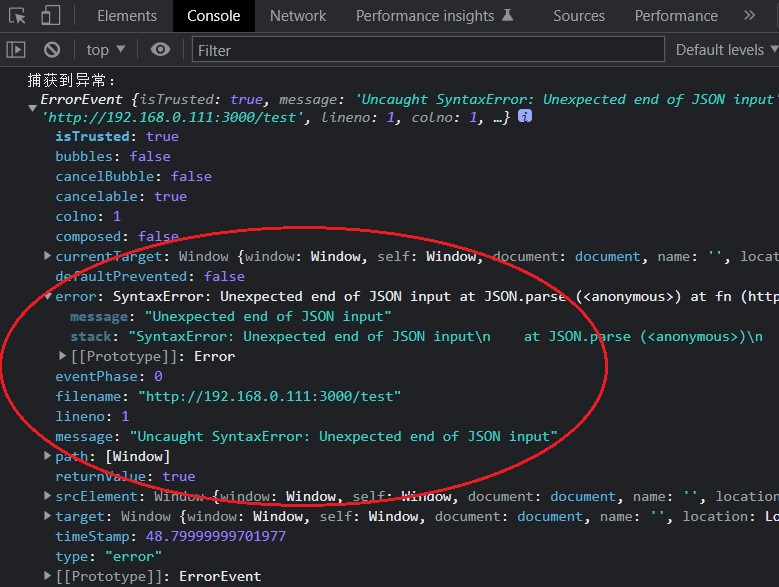 Elements Console Network Performance insights Sources Performance »
top Filter Default levels
捕获到异常：
ErrorEvent {isTrusted: true, message: 'Uncaught SyntaxError: Unexpected end of JSON input'
'http://192.168.0.111:3000/test', lineno: 1, colno: 1, …} i
isTrusted: true
bubbles: false
cancelBubble: false
cancelable: true
colno: 1
composed: false
currentTarget: Window {window: Window, self: Window, document: document, name: '', locat
defaultPrevented: false
error: SyntaxError: Unexpected end of JSON input at JSON.parse (<anonymous>) at fn (http
message: "Unexpected end of JSON input"
stack: "SyntaxError: Unexpected end of JSON input\n    at JSON.parse (<anonymous>)\n
[[Prototype]]: Error
eventPhase: 0
filename: "http://192.168.0.111:3000/test"
lineno: 1
message: "Uncaught SyntaxError: Unexpected end of JSON input"
path: [Window]
returnValue: true
srcElement: Window {window: Window, self: Window, document: document, name: '', location
target: Window {window: Window, self: Window, document: document, name: '', location: Lo
timeStamp: 48.79999999701977
type: "error"
[[Prototype]]: ErrorEvent